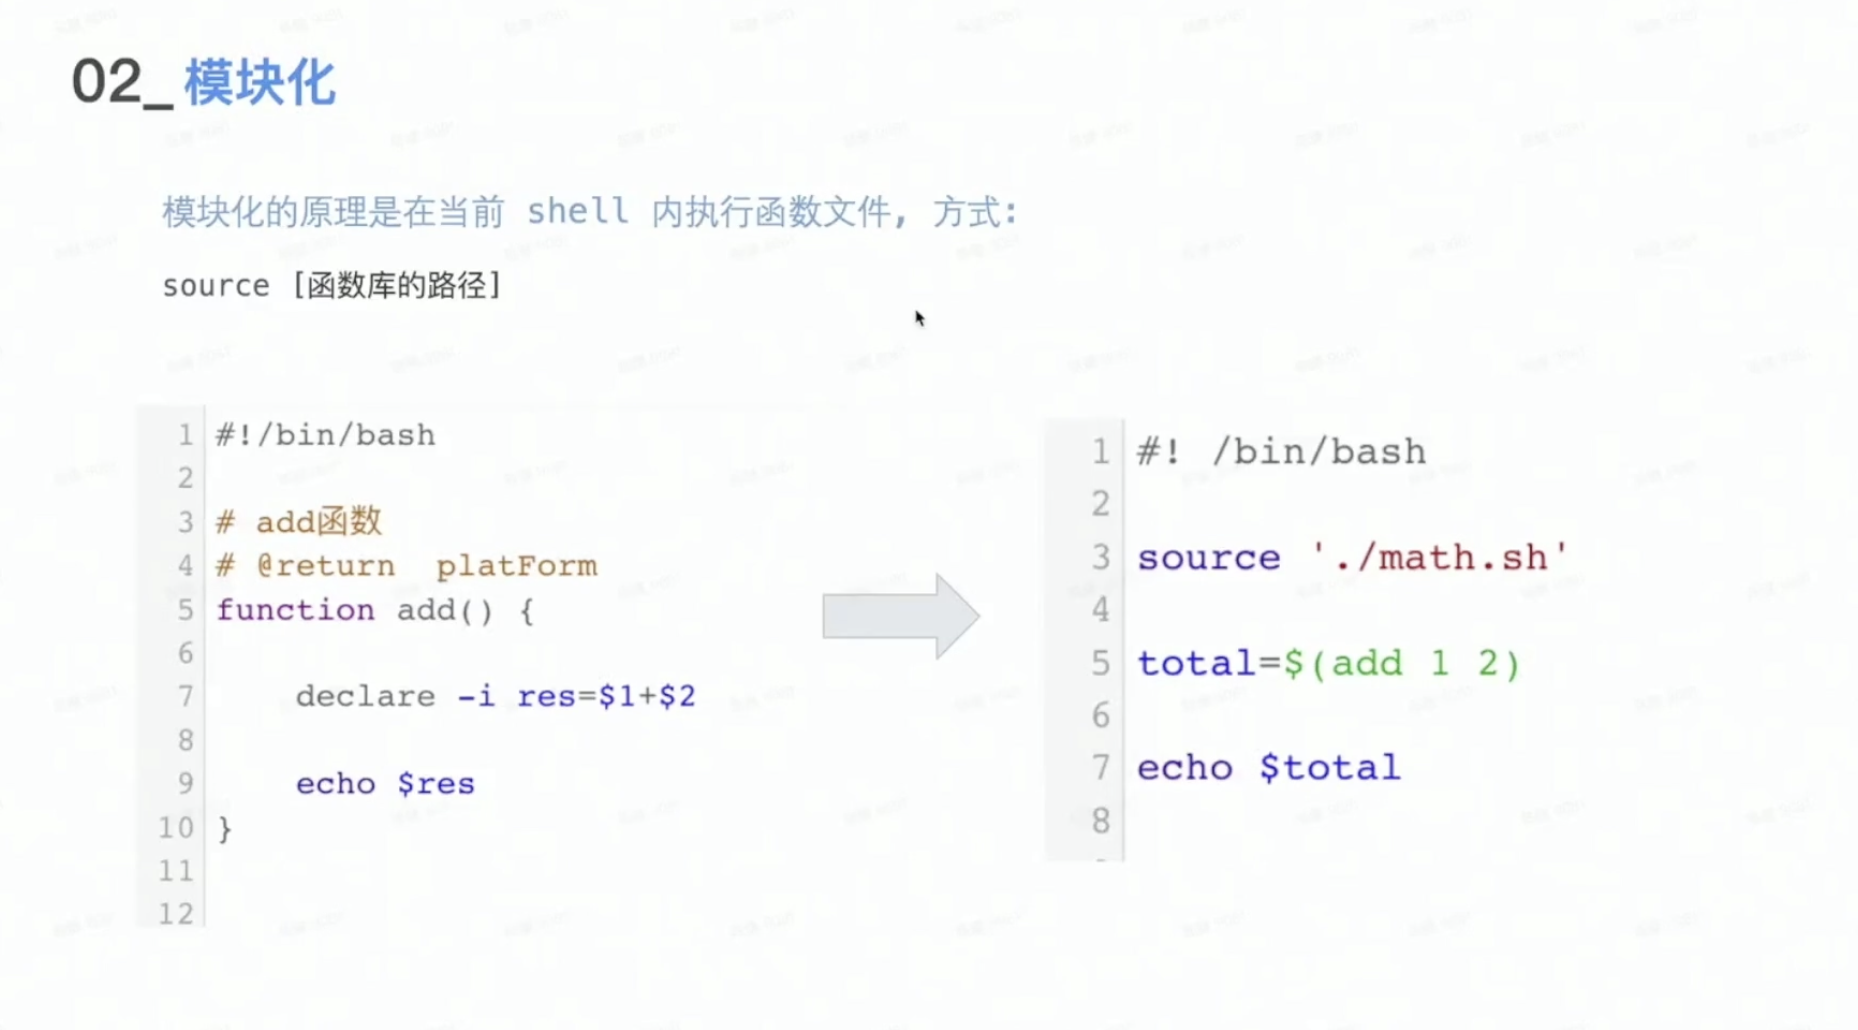 02_模块化
模块化的原理是在当前 shell 内执行函数文件, 方式:
source [函数库的路径]
1 #!/bin/bash
2
3 # add函数
4 # @return  platForm
5 function add() {
6
7     declare -i res=$1+$2
8
9     echo $res
10 }
11
12
1 #! /bin/bash
2
3 source './math.sh'
4
5 total=$(add 1 2)
6
7 echo $total
8